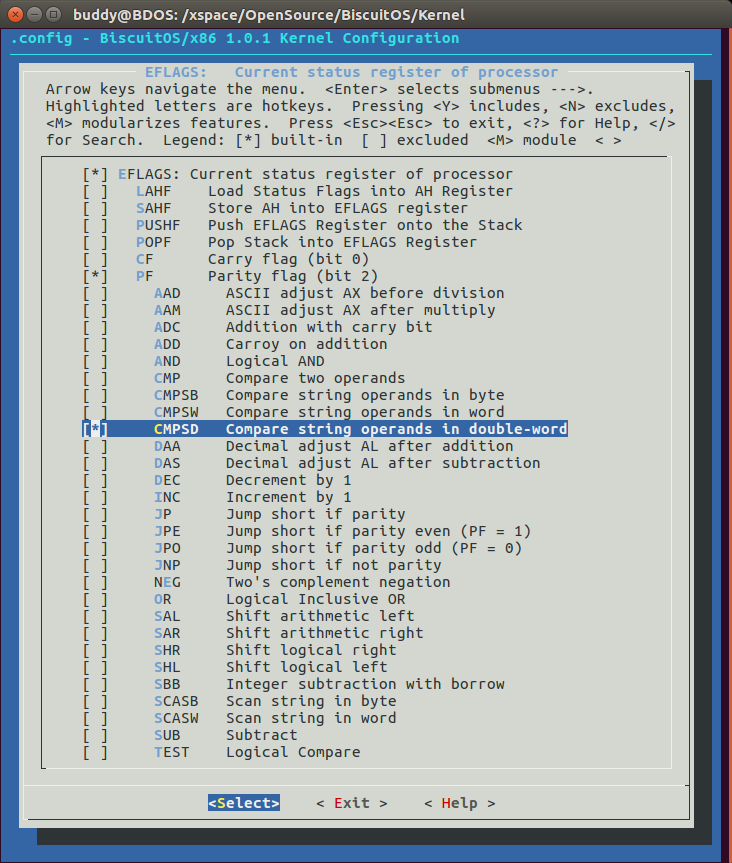 buddy@BDOS: /xspace/OpenSource/BiscuitOS/Kernel
.config - BiscuitOS/x86 1.0.1 Kernel Configuration
EFLAGS:   Current status register of processor
Arrow keys navigate the menu.  <Enter> selects submenus --->.
Highlighted letters are hotkeys.  Pressing <Y> includes, <N> excludes,
<M> modularizes features.  Press <Esc><Esc> to exit, <?> for Help, </>
for Search.  Legend: [*] built-in  [ ] excluded  <M> module  < >
[*] EFLAGS: Current status register of processor
[ ]   LAHF    Load Status Flags into AH Register
[ ]   SAHF    Store AH into EFLAGS register
[ ]   PUSHF   Push EFLAGS Register onto the Stack
[ ]   POPF    Pop Stack into EFLAGS Register
[ ]   CF      Carry flag (bit 0)
[*]   PF      Parity flag (bit 2)
[ ]     AAD     ASCII adjust AX before division
[ ]     AAM     ASCII adjust AX after multiply
[ ]     ADC     Addition with carry bit
[ ]     ADD     Carroy on addition
[ ]     AND     Logical AND
[ ]     CMP     Compare two operands
[ ]     CMPSB   Compare string operands in byte
[ ]     CMPSW   Compare string operands in word
[*]     CMPSD   Compare string operands in double-word
[ ]     DAA     Decimal adjust AL after addition
[ ]     DAS     Decimal adjust AL after subtraction
[ ]     DEC     Decrement by 1
[ ]     INC     Increment by 1
[ ]     JP      Jump short if parity
[ ]     JPE     Jump short if parity even (PF = 1)
[ ]     JPO     Jump short if parity odd (PF = 0)
[ ]     JNP     Jump short if not parity
[ ]     NEG     Two's complement negation
[ ]     OR      Logical Inclusive OR
[ ]     SAL     Shift arithmetic left
[ ]     SAR     Shift arithmetic right
[ ]     SHR     Shift logical right
[ ]     SHL     Shift logical left
[ ]     SBB     Integer subtraction with borrow
[ ]     SCASB   Scan string in byte
[ ]     SCASW   Scan string in word
[ ]     SUB     Subtract
[ ]     TEST    Logical Compare
<Select>    < Exit >    < Help >